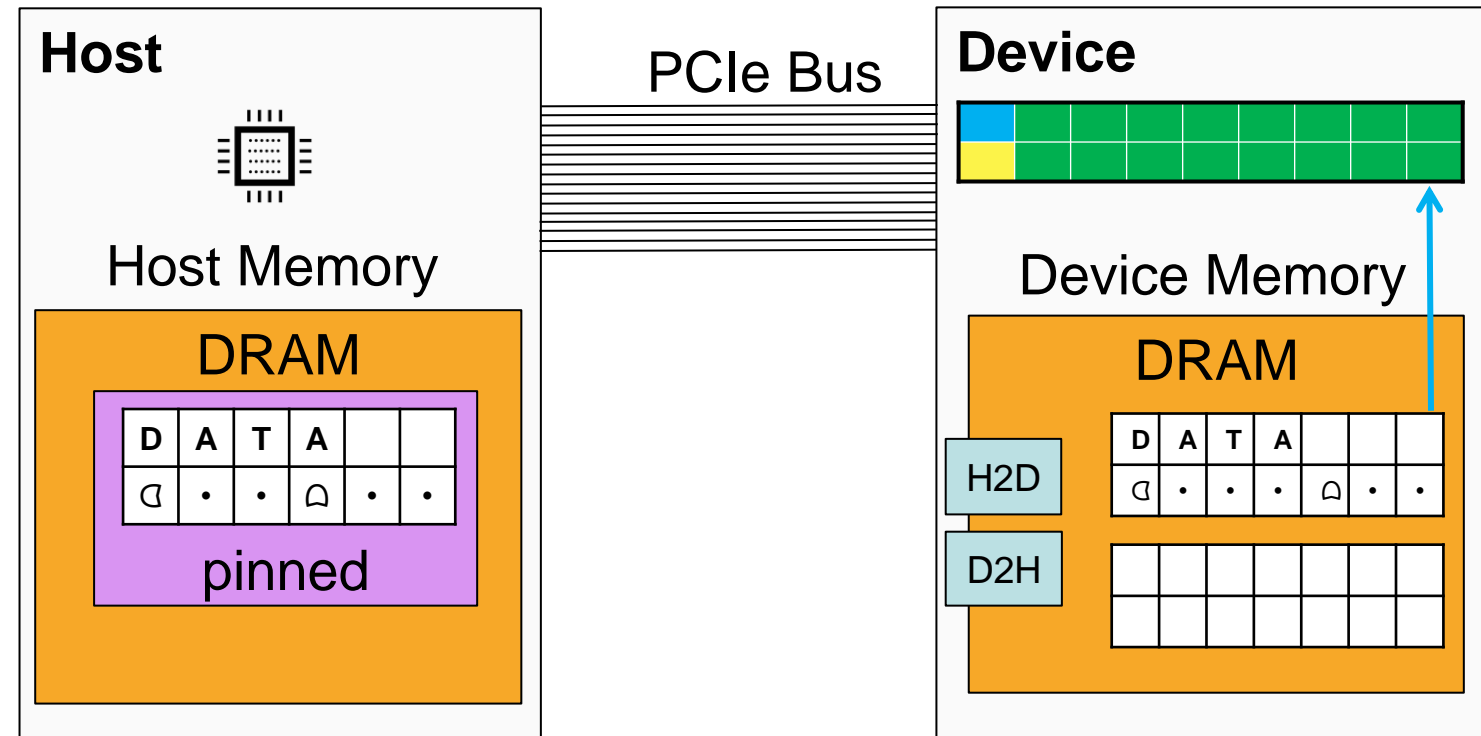 Host
PCIe Bus
Device
Host Memory
Device Memory
DRAM
DRAM
D A T A
D A T A
ᗡ • • ᗝ • •
ᗡ • • • ᗝ • •
H2D
D2H
pinned